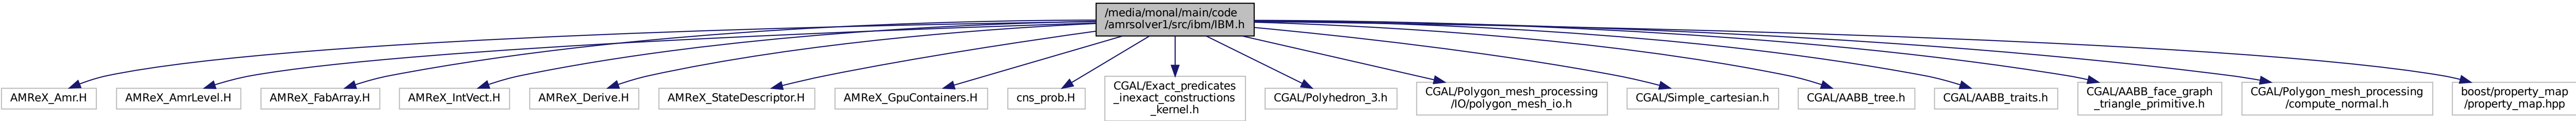 /media/monal/main/code
/amrsolver1/src/ibm/IBM.h
AMReX_Amr.H
AMReX_AmrLevel.H
AMReX_FabArray.H
AMReX_IntVect.H
AMReX_Derive.H
AMReX_StateDescriptor.H
AMReX_GpuContainers.H
cns_prob.H
CGAL/Exact_predicates
_inexact_constructions
_kernel.h
CGAL/Polyhedron_3.h
CGAL/Polygon_mesh_processing
/IO/polygon_mesh_io.h
CGAL/Simple_cartesian.h
CGAL/AABB_tree.h
CGAL/AABB_traits.h
CGAL/AABB_face_graph
_triangle_primitive.h
CGAL/Polygon_mesh_processing
/compute_normal.h
boost/property_map
/property_map.hpp